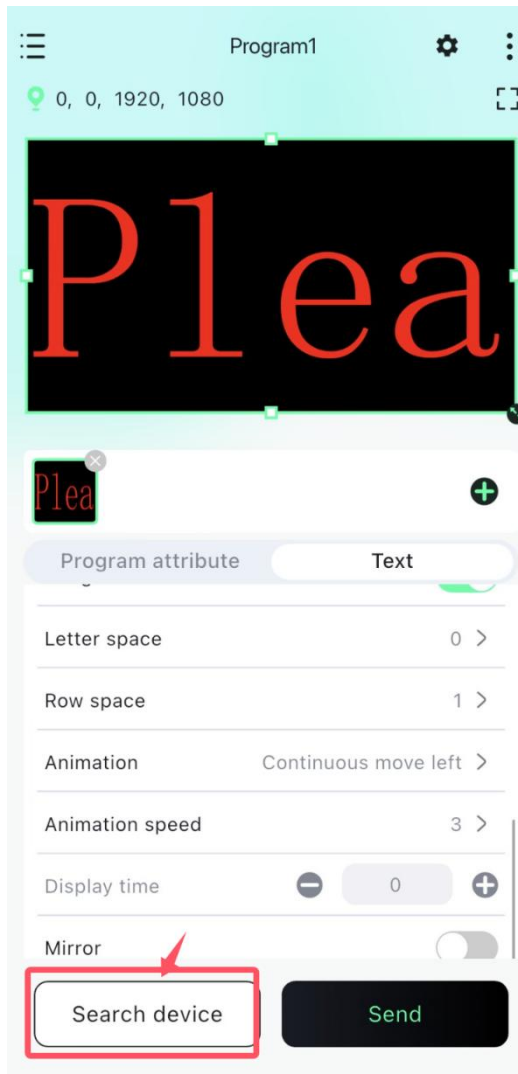 Program1
0, 0, 1920, 1080
Plea
Plea
Program attribute
Text
Letter space 0
Row space 1
Animation Continuous move left
Animation speed 3
Display time 0
Mirror
Search device
Send